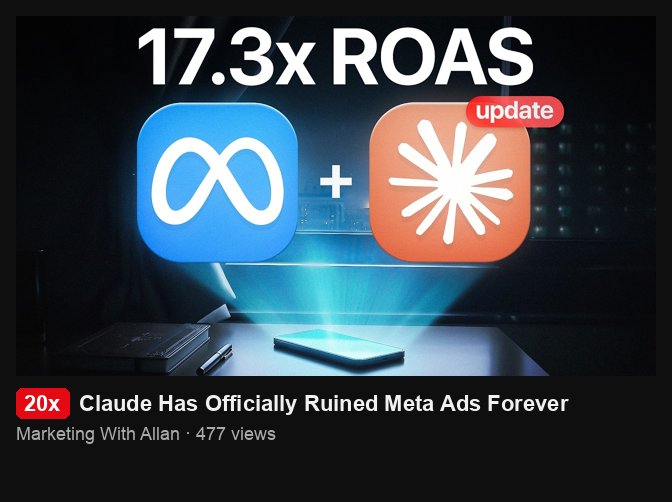 17.3x ROAS
update
+
20x Claude Has Officially Ruined Meta Ads Forever
Marketing With Allan · 477 views